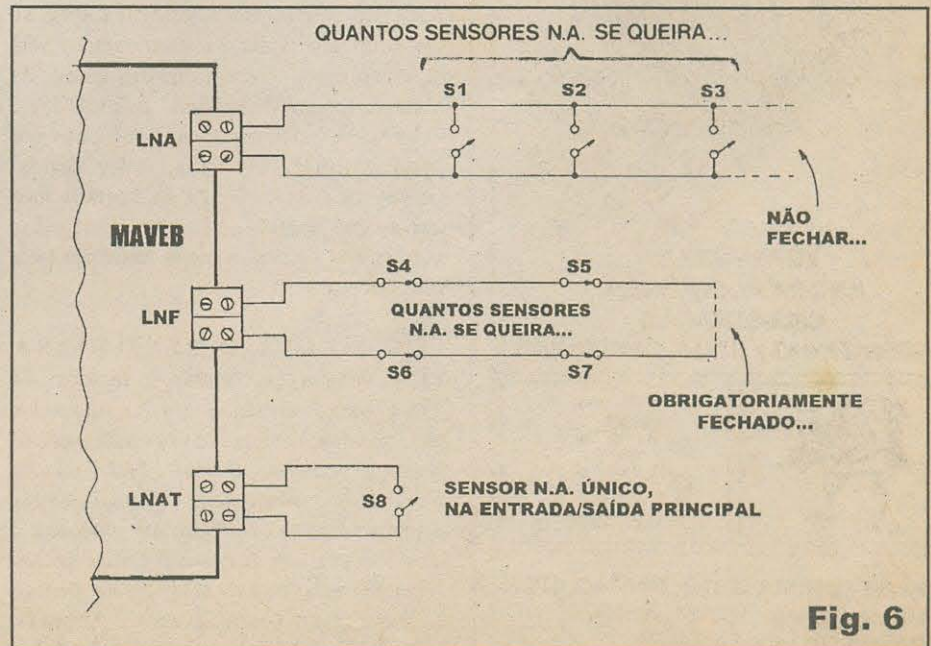 QUANTOS SENSORES N.A. SE QUEIRA...
S1
S2
S3
LNA
NÃO
FECHAR...
MAVEB
S4
S5
LNF
QUANTOS SENSORES
N.A. SE QUEIRA...
S6
S7
OBRIGATORIAMENTE
FECHADO...
LNAT
S8
SENSOR N.A. ÚNICO,
NA ENTRADA/SAÍDA PRINCIPAL
Fig. 6